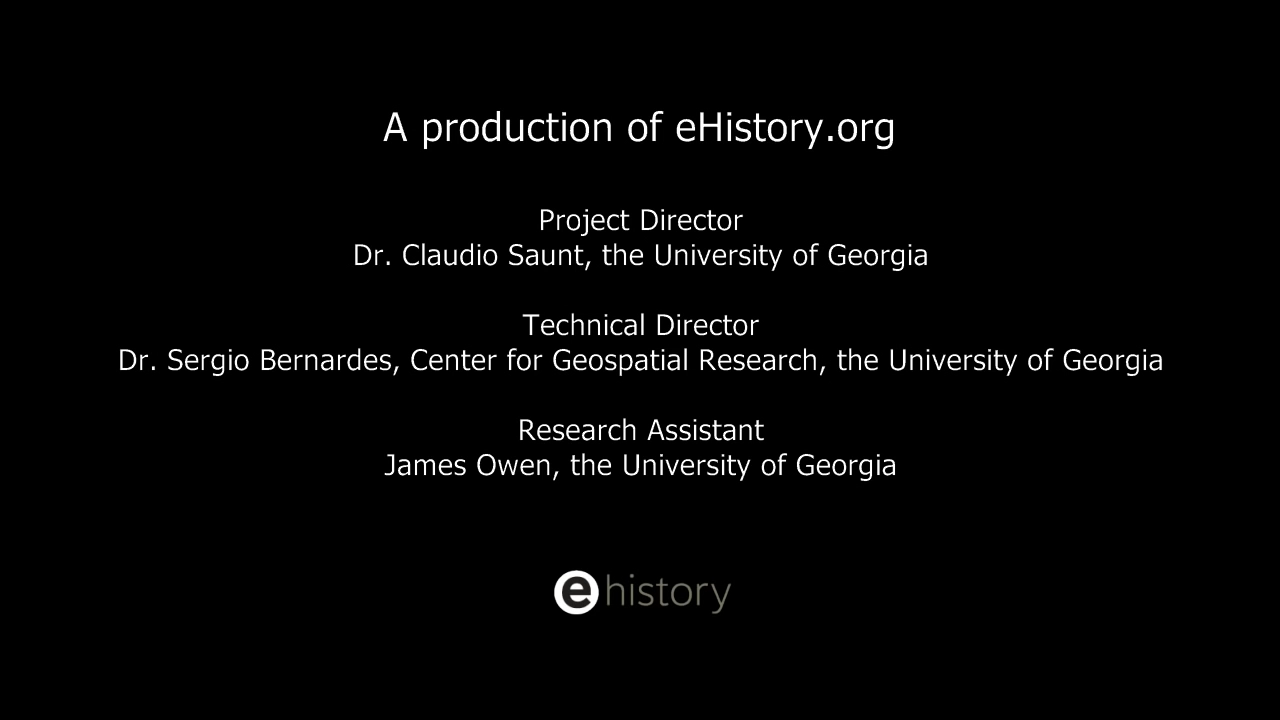 A production of eHistory.org
Project Director
Dr. Claudio Saunt, the University of Georgia
Technical Director
Dr. Sergio Bernardes, Center for Geospatial Research, the University of Georgia
Research Assistant
James Owen, the University of Georgia
ehistory